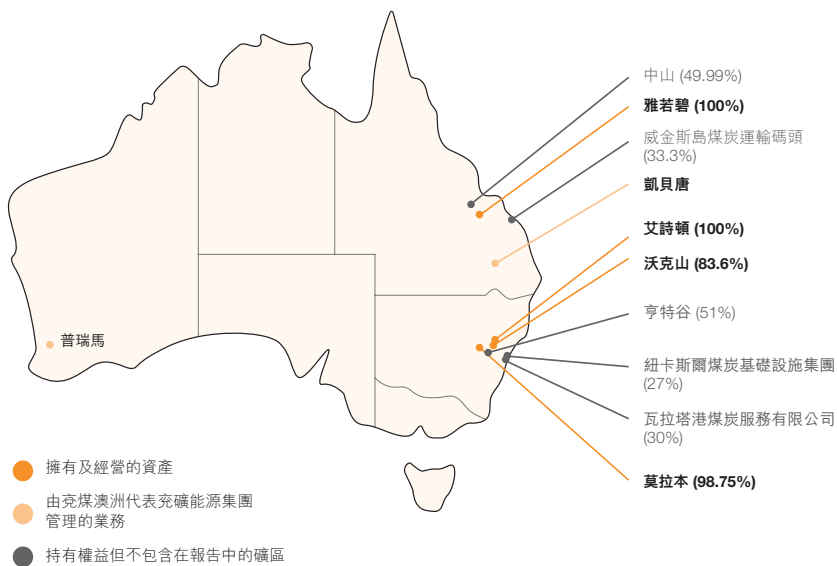 中山 (49.99%)
雅若碧 (100%)
威金斯島煤炭運輸碼頭
(33.3%)
凱貝唐
艾詩頓 (100%)
沃克山 (83.6%)
亨特谷 (51%)
紐卡斯爾煤炭基礎設施集團
(27%)
瓦拉塔港煤炭服務有限公司
(30%)
莫拉本 (98.75%)
普瑞馬
擁有及經營的資產
由兗煤澳洲代表兗礦能源集團
管理的業務
持有權益但不包含在報告中的礦區